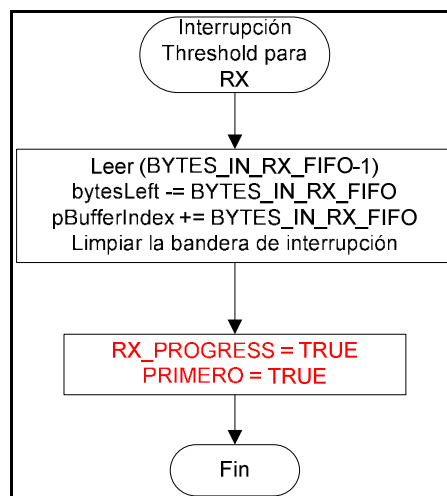 Interrupción
Threshold para
RX
Leer (BYTES_IN_RX_FIFO-1)
bytesLeft -= BYTES_IN_RX_FIFO
pBufferIndex += BYTES_IN_RX_FIFO
Limpiar la bandera de interrupción
RX_PROGRESS = TRUE
PRIMERO = TRUE
Fin